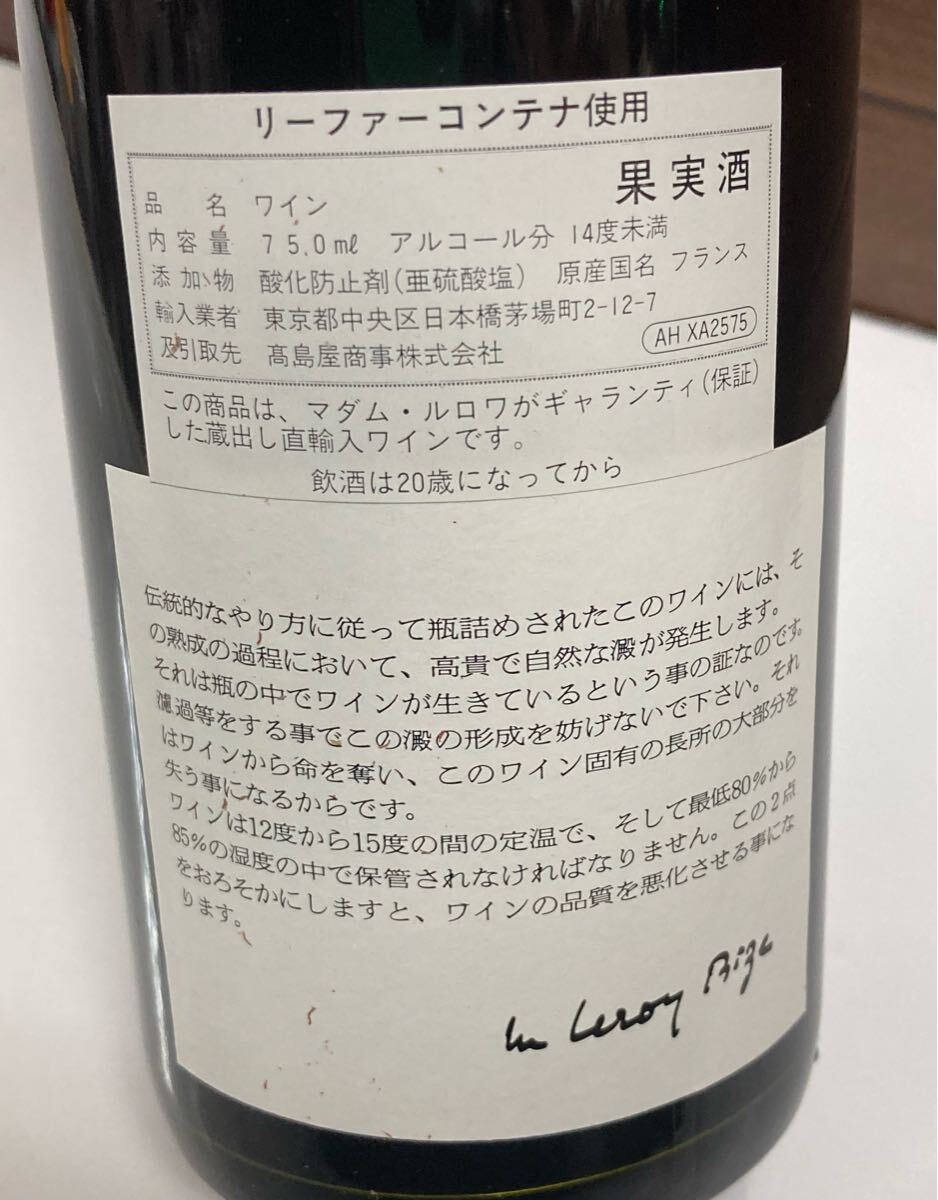 リーファーコンテナ使用
果実酒
品名 ワイン
内容量 750ml アルコール分 14度未満
添加物 酸化防止剤(亜硫酸塩) 原産国名 フランス
輸入業者 東京都中央区日本橋茅場町2-12-7
及引取先 髙島屋商事株式会社
AH XA2575
この商品は、マダム・ルロワがギャランティ(保証)
した蔵出し直輸入ワインです。
飲酒は20歳になってから
伝統的なやり方に従って瓶詰めされたこのワインには、そ
の熟成の過程において、高貴で自然な澱が発生します。
それは瓶の中でワインが生きているという事の証なのです。
濾過等をする事でこの澱の形成を妨げないで下さい。それ
はワインから命を奪い、このワイン固有の長所の大部分を
失う事になるからです。
ワインは12度から15度の間の定温で、そして最低80%から
85%の湿度の中で保管されなければなりません。この2点
をおろそかにしますと、ワインの品質を悪化させる事にな
ります。
Leroy Bize